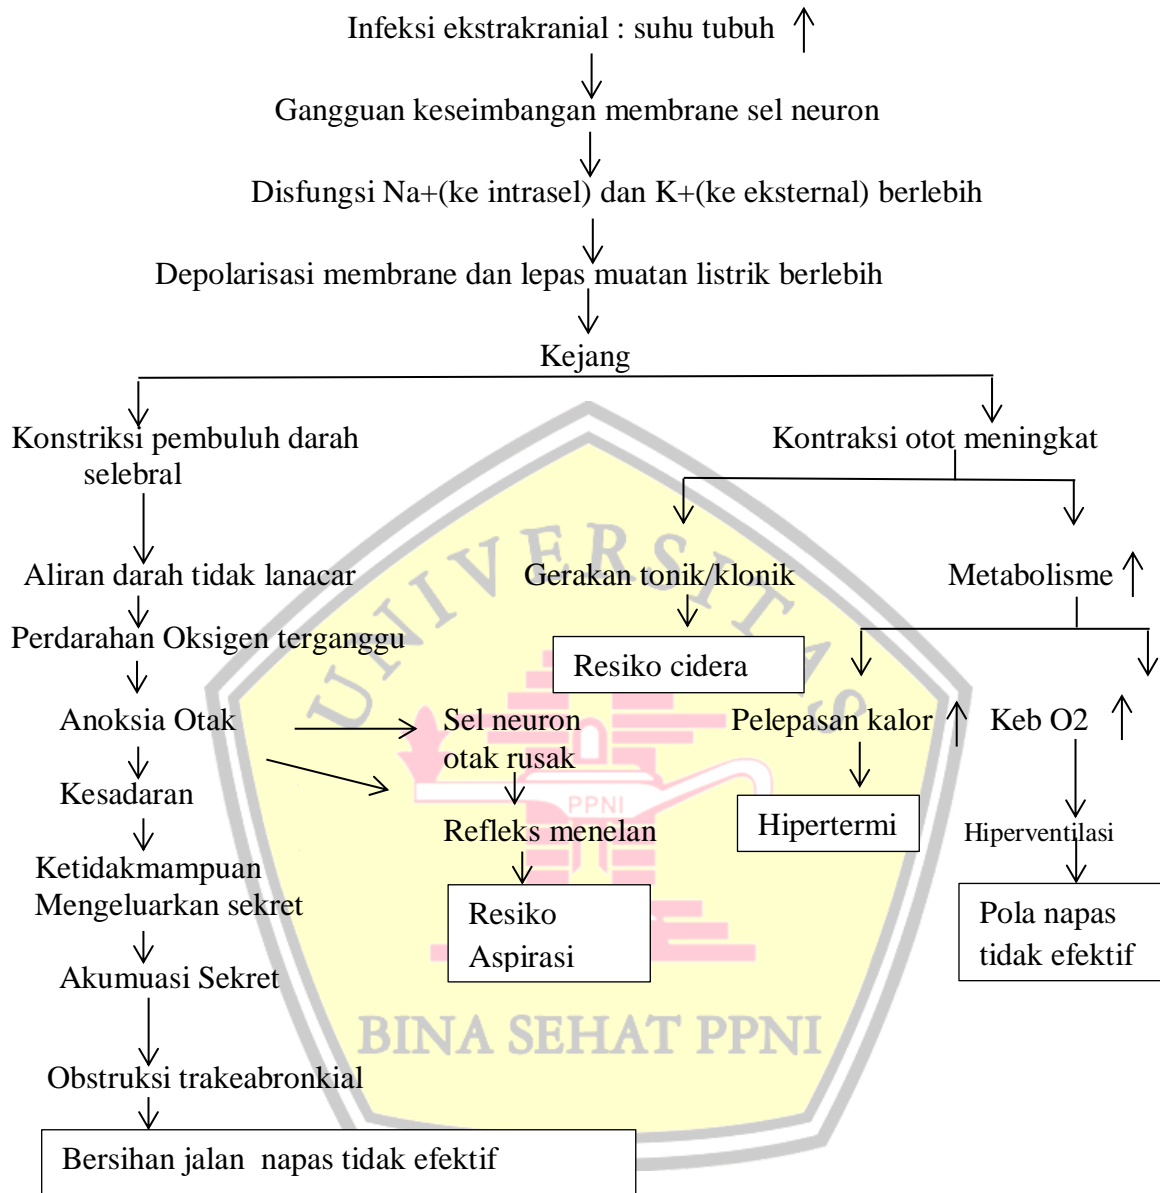 Infeksi ekstrakranial : suhu tubuh ↑
Gangguan keseimbangan membrane sel neuron
Disfungsi Na+(ke intrasel) dan K+(ke eksternal) berlebih
Depolarisasi membrane dan lepas muatan listrik berlebih
Kejang
Konstriksi pembuluh darah
selebral
Kontraksi otot meningkat
Aliran darah tidak lanacar
Gerakan tonik/klonik
Metabolisme ↑
Perdarahan Oksigen terganggu
Resiko cidera
Anoksia Otak
Sel neuron
otak rusak
Pelepasan kalor ↑
Keb O2 ↑
Kesadaran
Refleks menelan
Hipertermi
Hiperventilasi
Ketidakmampuan
Mengeluarkan sekret
Resiko
Aspirasi
Pola napas
tidak efektif
Akumuasi Sekret
Obstruksi trakeabronkial
Bersihan jalan napas tidak efektif
UNIVERSITAS
PPNI
BINA SEHAT PPNI